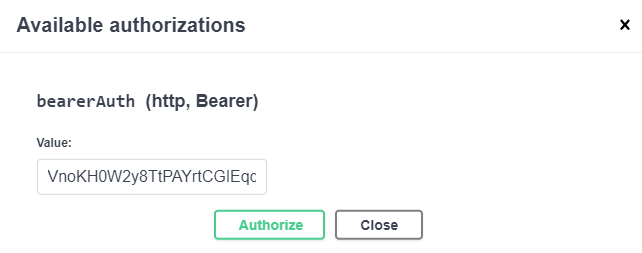 Available authorizations
bearerAuth (http, Bearer)
Value:
VnoKH0W2y8TtPAYrtCGIEqc
Authorize Close